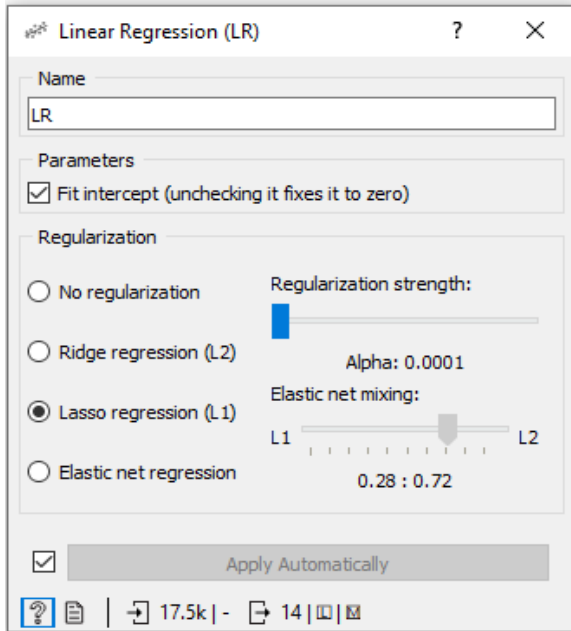 Linear Regression (LR) ?
Name
LR
Parameters
Fit intercept (unchecking it fixes it to zero)
Regularization
No regularization
Ridge regression (L2)
Lasso regression (L1)
Elastic net regression
Regularization strength:
Alpha: 0.0001
Elastic net mixing:
L1 L2
0.28 : 0.72
Apply Automatically
? 17.5k | - 14 | L | M